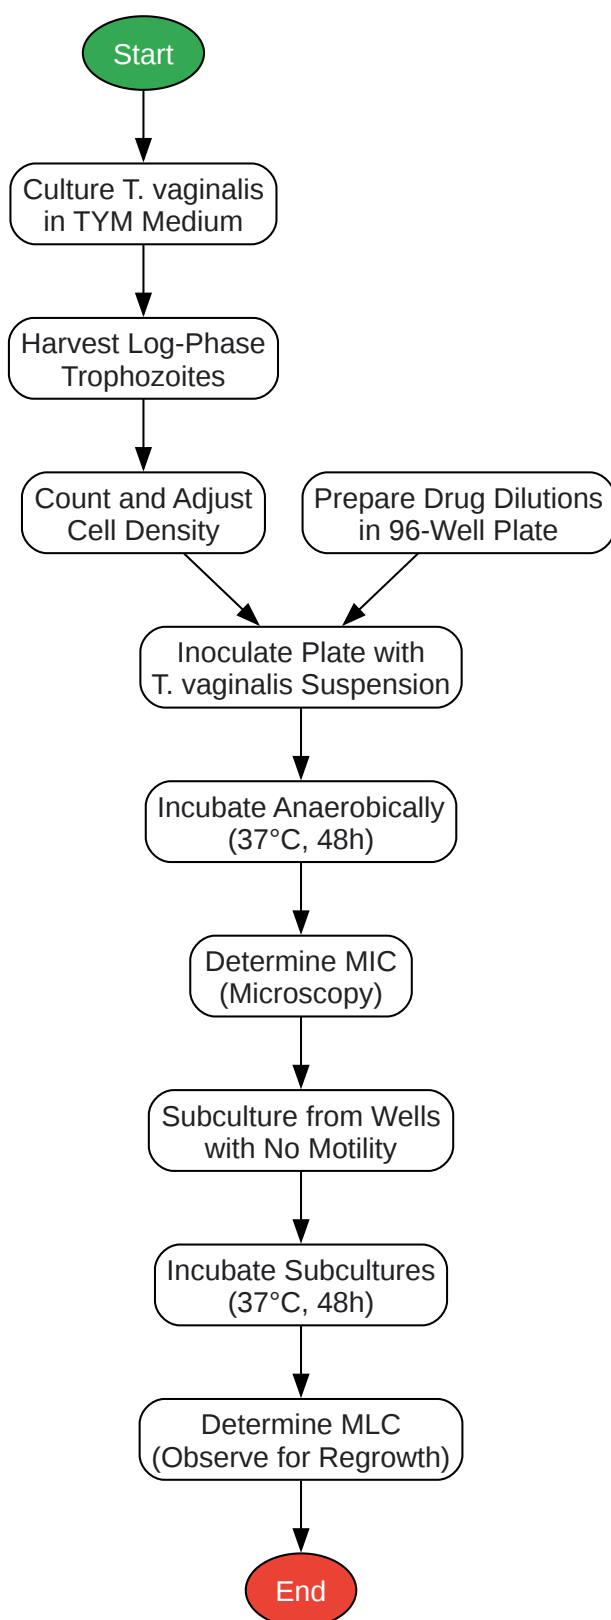 Start
Culture T. vaginalis
in TYM Medium
Harvest Log-Phase
Trophozoites
Count and Adjust
Cell Density
Prepare Drug Dilutions
in 96-Well Plate
Inoculate Plate with
T. vaginalis Suspension
Incubate Anaerobically
(37°C, 48h)
Determine MIC
(Microscopy)
Subculture from Wells
with No Motility
Incubate Subcultures
(37°C, 48h)
Determine MLC
(Observe for Regrowth)
End